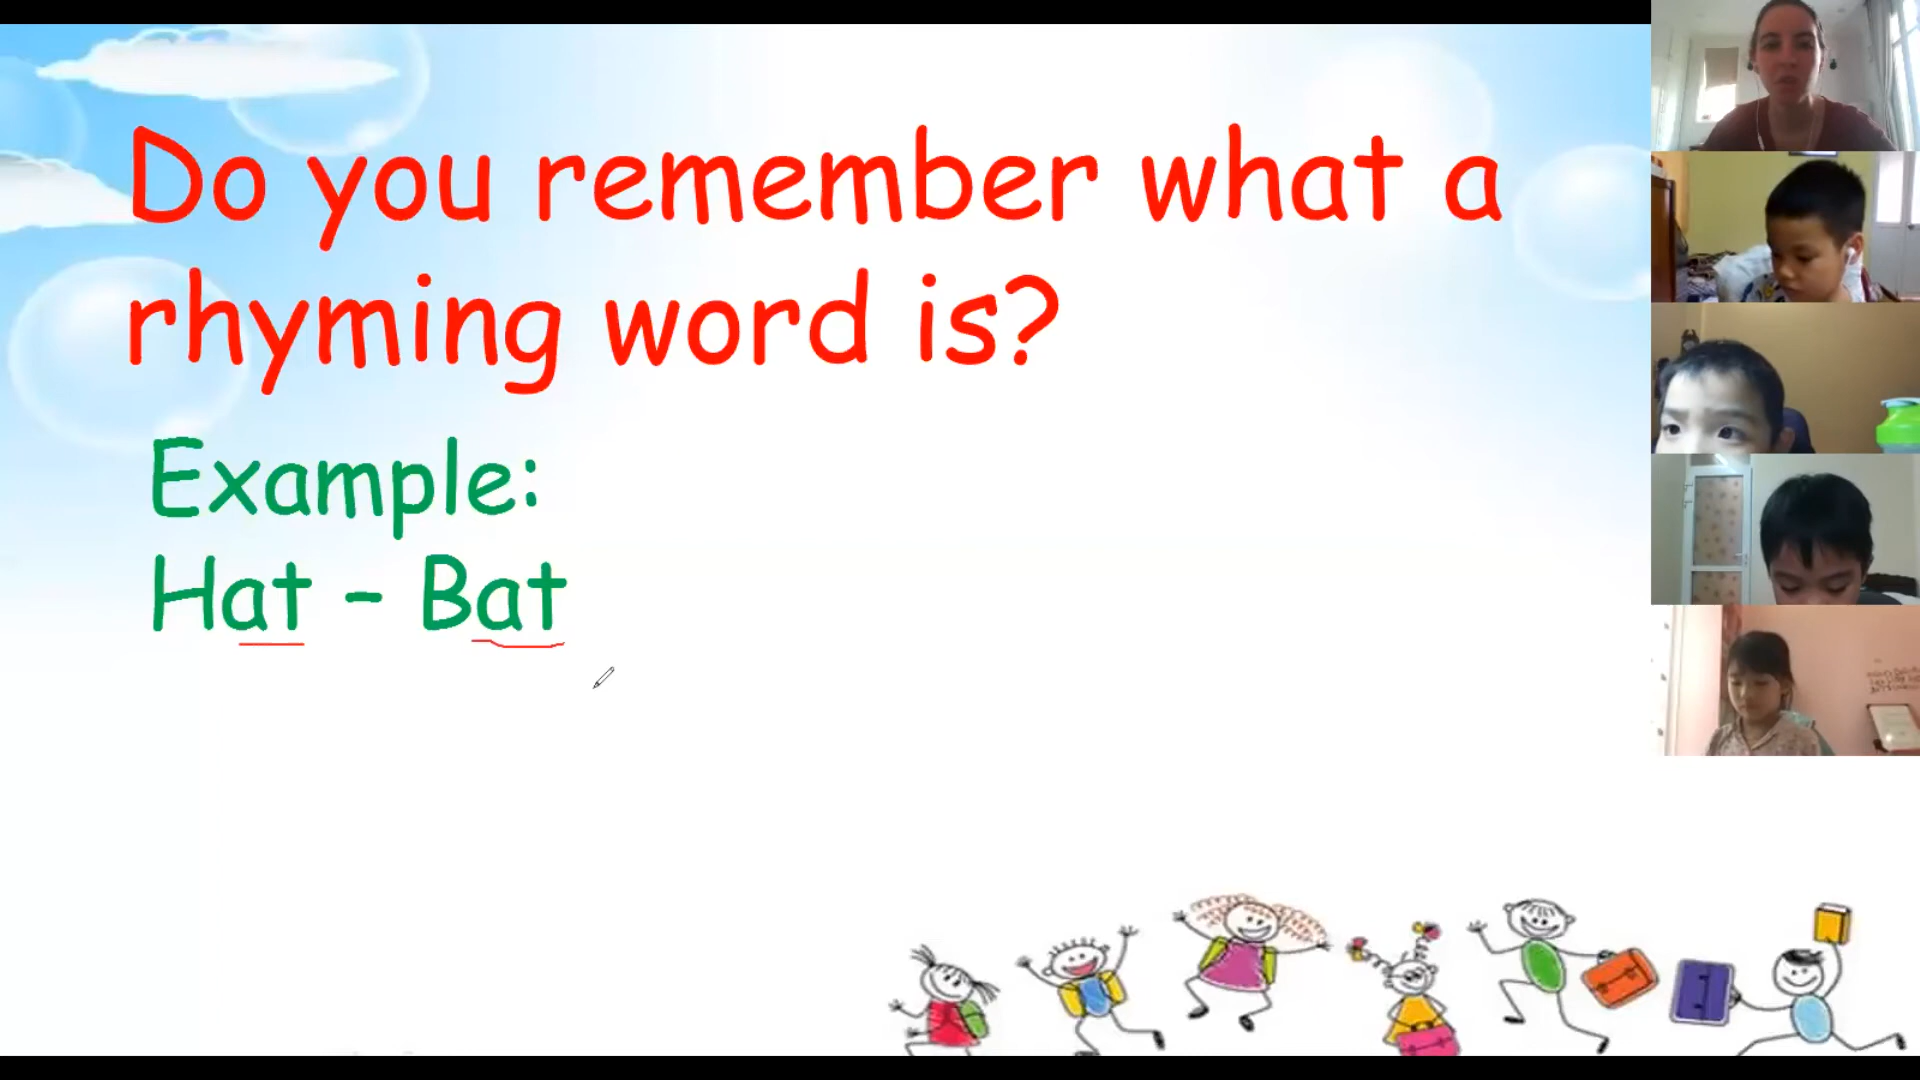 Do you remember what a
rhyming word is?
Example:
Hat – Bat